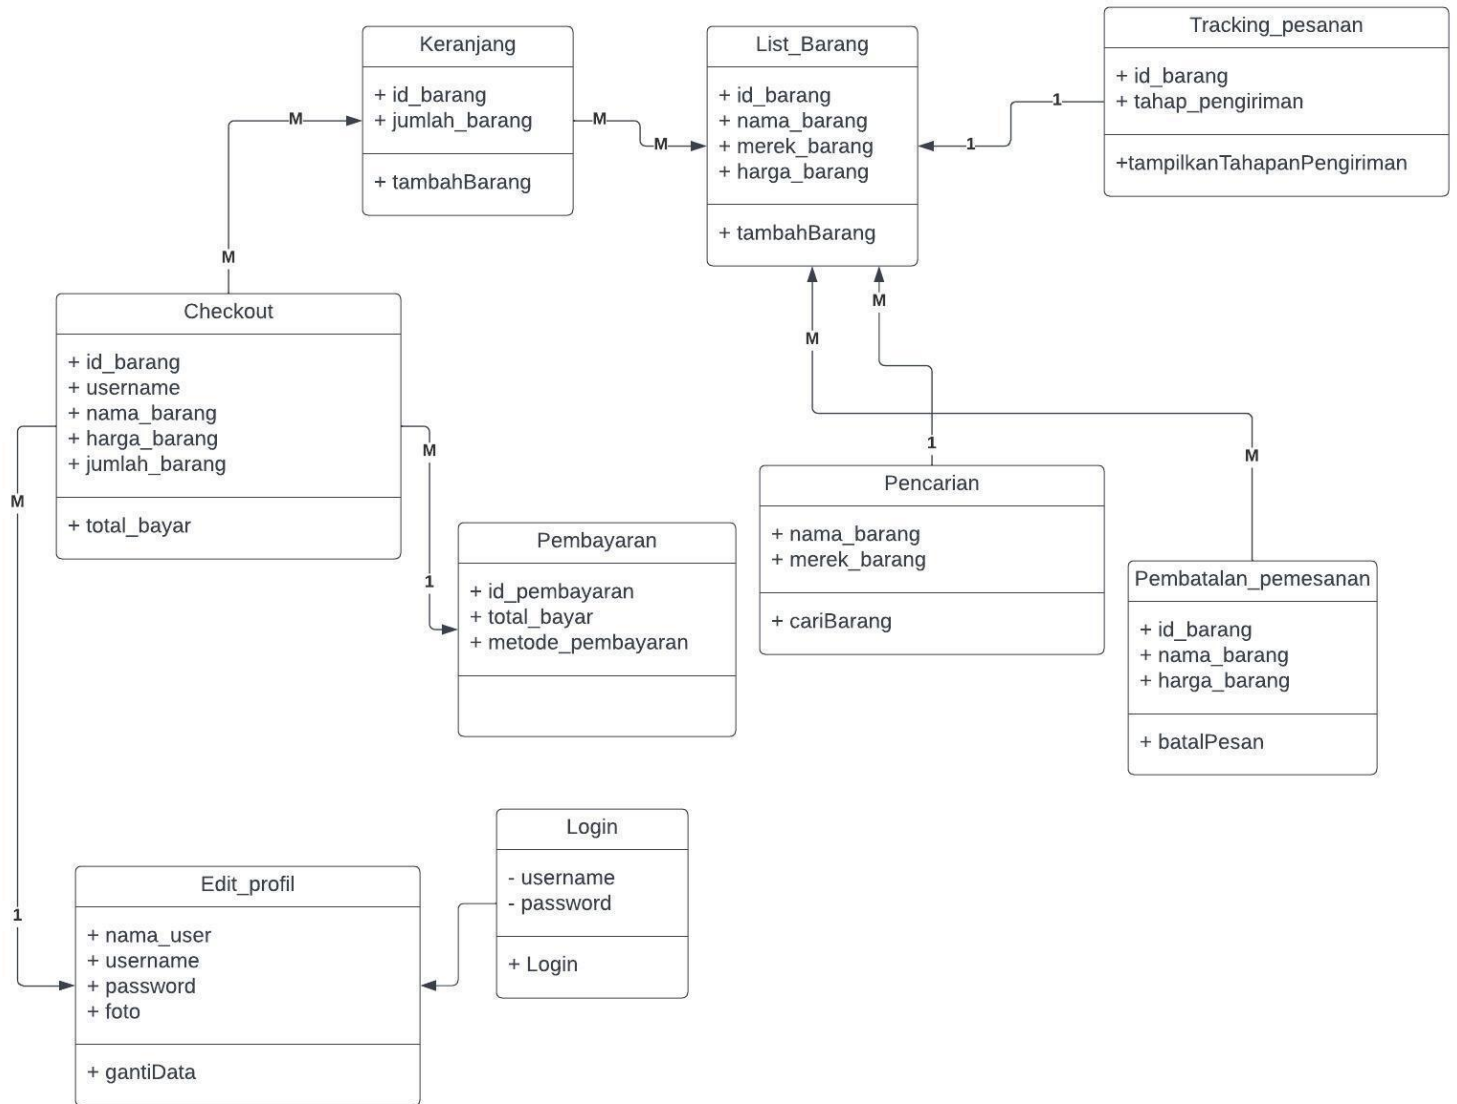 Keranjang
+ id_barang
+ jumlah_barang
+ tambahBarang
List_Barang
+ id_barang
+ nama_barang
+ merek_barang
+ harga_barang
+ tambahBarang
Tracking_pesanan
+ id_barang
+ tahap_pengiriman
+tampilkanTahapanPengiriman
M
M
M
M
1
1
Checkout
+ id_barang
+ username
+ nama_barang
+ harga_barang
+ jumlah_barang
+ total_bayar
M
M
1
M
M
1
M
1
Pembayaran
+ id_pembayaran
+ total_bayar
+ metode_pembayaran
Pencarian
+ nama_barang
+ merek_barang
+ cariBarang
Pembatalan_pemesanan
+ id_barang
+ nama_barang
+ harga_barang
+ batalPesan
Login
- username
- password
+ Login
Edit_profil
+ nama_user
+ username
+ password
+ foto
+ gantiData